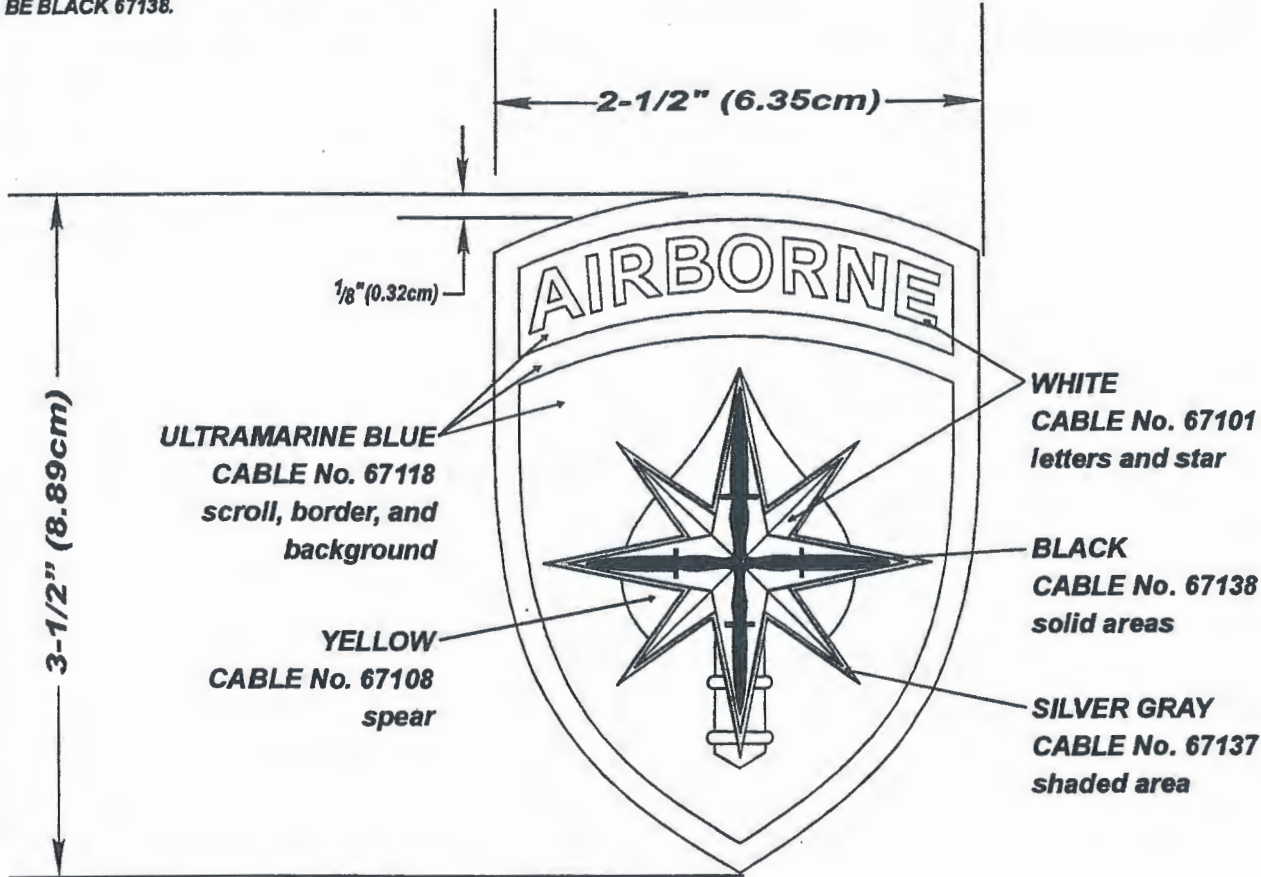 BE BLACK 67138.
2-1/2" (6.35cm)
1/8"(0.32cm)
AIRBORNE
3-1/2" (8.89cm)
ULTRAMARINE BLUE
CABLE No. 67118
scroll, border, and
background
YELLOW
CABLE No. 67108
spear
WHITE
CABLE No. 67101
letters and star
BLACK
CABLE No. 67138
solid areas
SILVER GRAY
CABLE No. 67137
shaded area